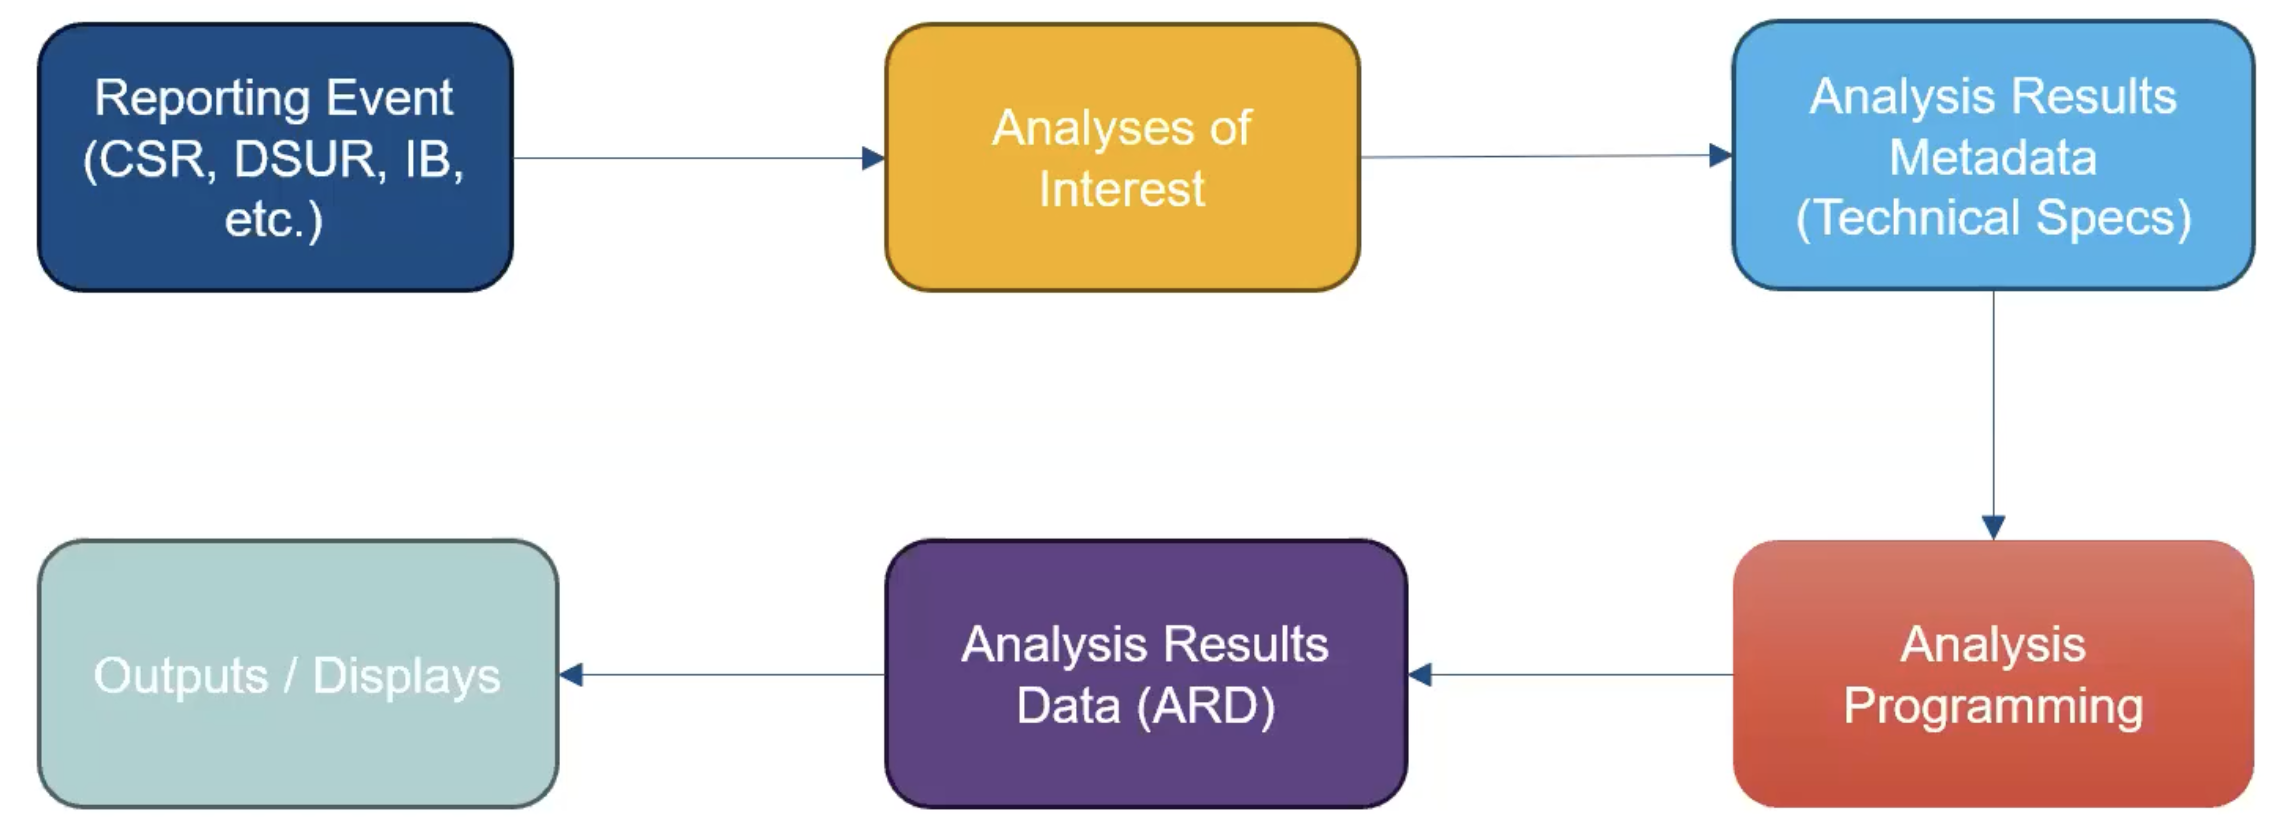 Reporting Event
(CSR, DSUR, IB,
etc.)
Analyses of
Interest
Analysis Results
Metadata
(Technical Specs)
Analysis
Programming
Analysis Results
Data (ARD)
Outputs / Displays